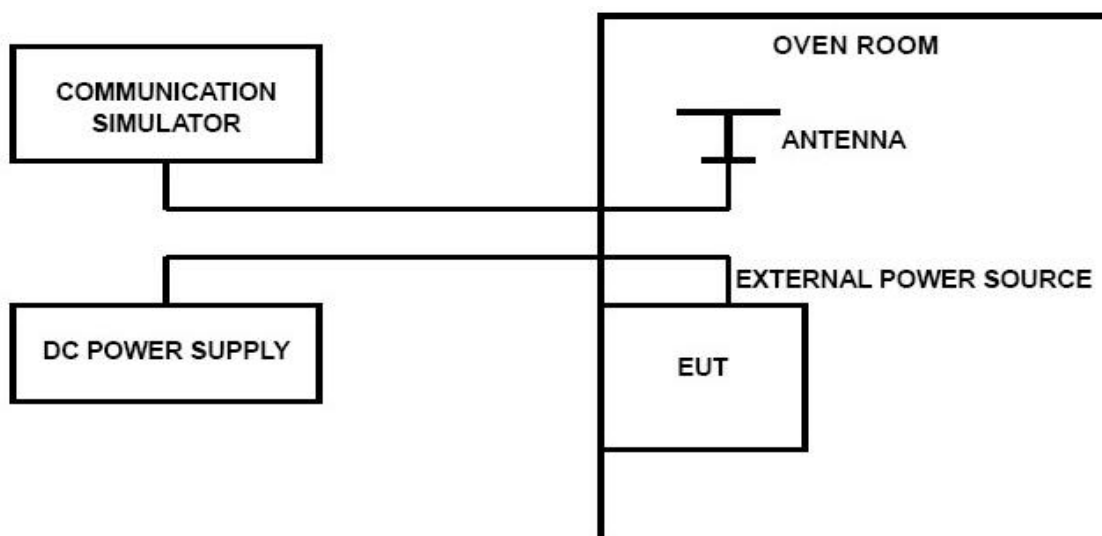 OVEN ROOM
COMMUNICATION
SIMULATOR
ANTENNA
EXTERNAL POWER SOURCE
DC POWER SUPPLY
EUT